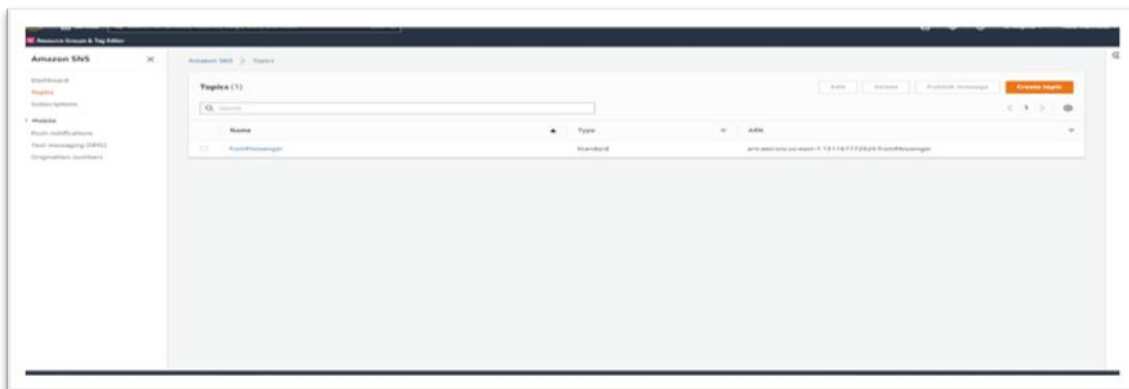 Resource Groups & Tag Editor
Amazon SNS
Amazon SNS > Topics
Dashboard
Topics
Subscriptions
Mobile
Push notifications
Text messaging (SMS)
Origination numbers
Topics (1)
Edit Delete Publish message Create topic
Search
1
Name Type ARN
Standard